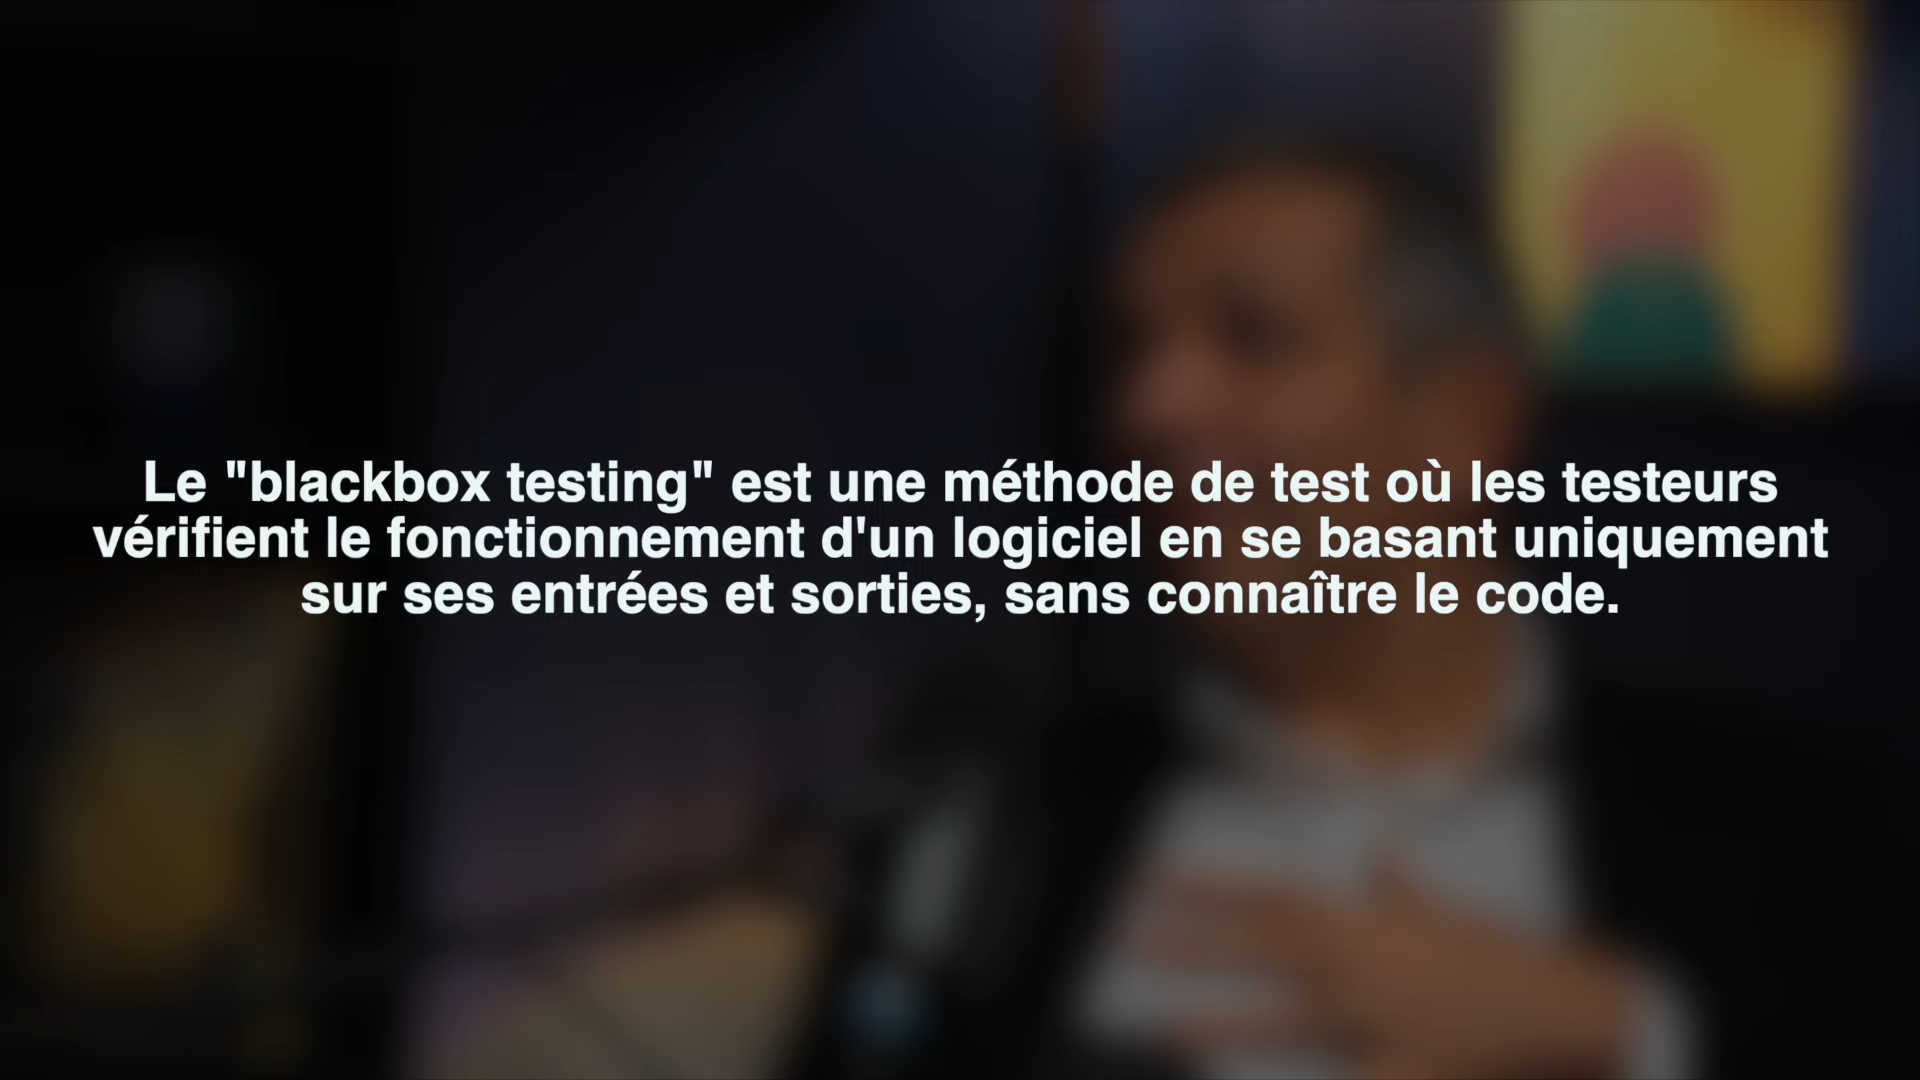 Le "blackbox testing" est une méthode de test où les testeurs
vérifient le fonctionnement d'un logiciel en se basant uniquement
sur ses entrées et sorties, sans connaître le code.